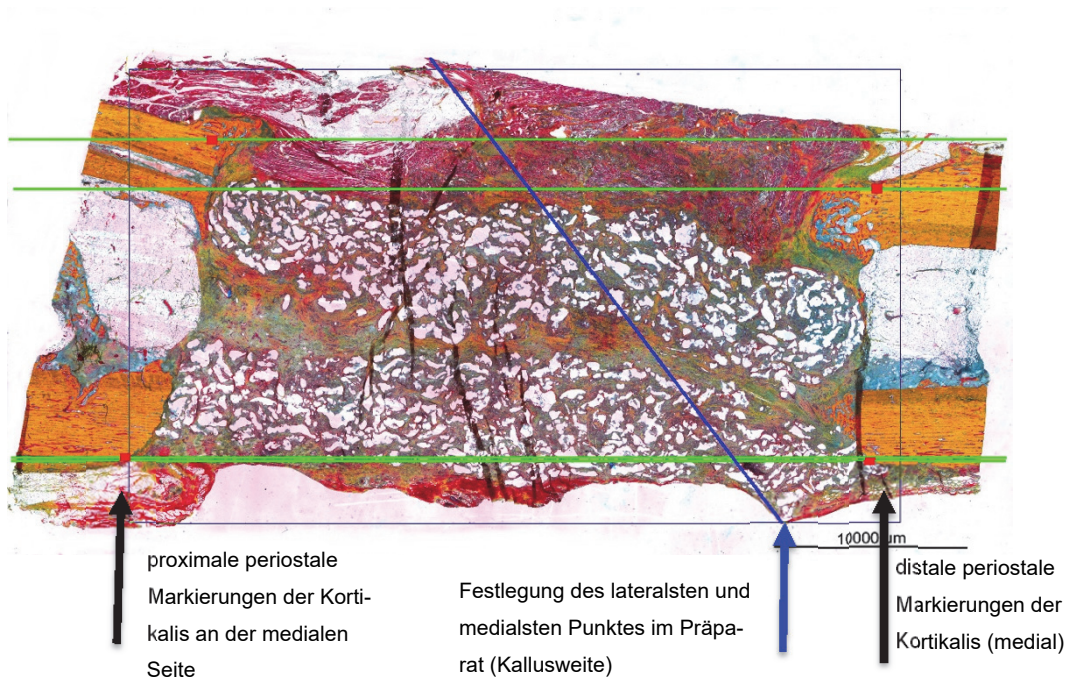 10000µm
proximale periostale
Markierungen der Korti-
kalis an der medialen
Seite
Festlegung des lateralsten und
medialsten Punktes im Präpa-
rat (Kallusweite)
distale periostale
Markierungen der
Kortikalis (medial)